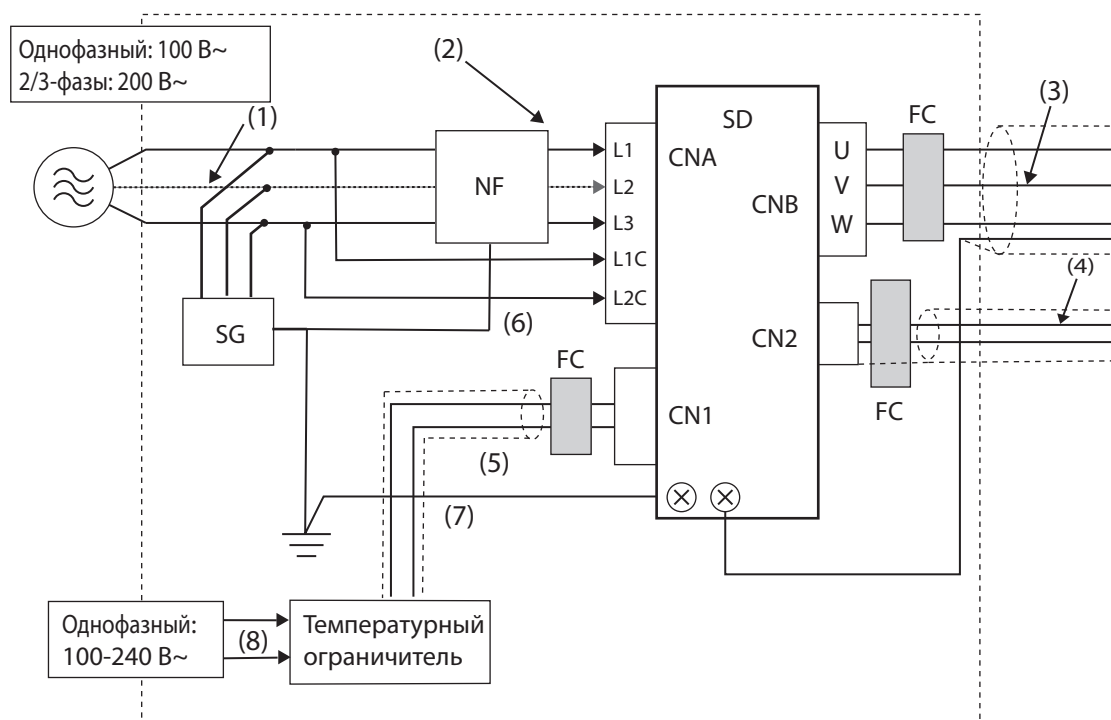 Однофазный: 100 В~
2/3-фазы: 200 В~
(1)
(2)
(3)
(4)
(5)
(6)
(7)
(8)
NF
SG
SD
L1
L2
L3
L1C
L2C
CNA
CNB
CN2
CN1
U
V
W
FC
FC
FC
Однофазный:
100-240 В~
Температурный
ограничитель